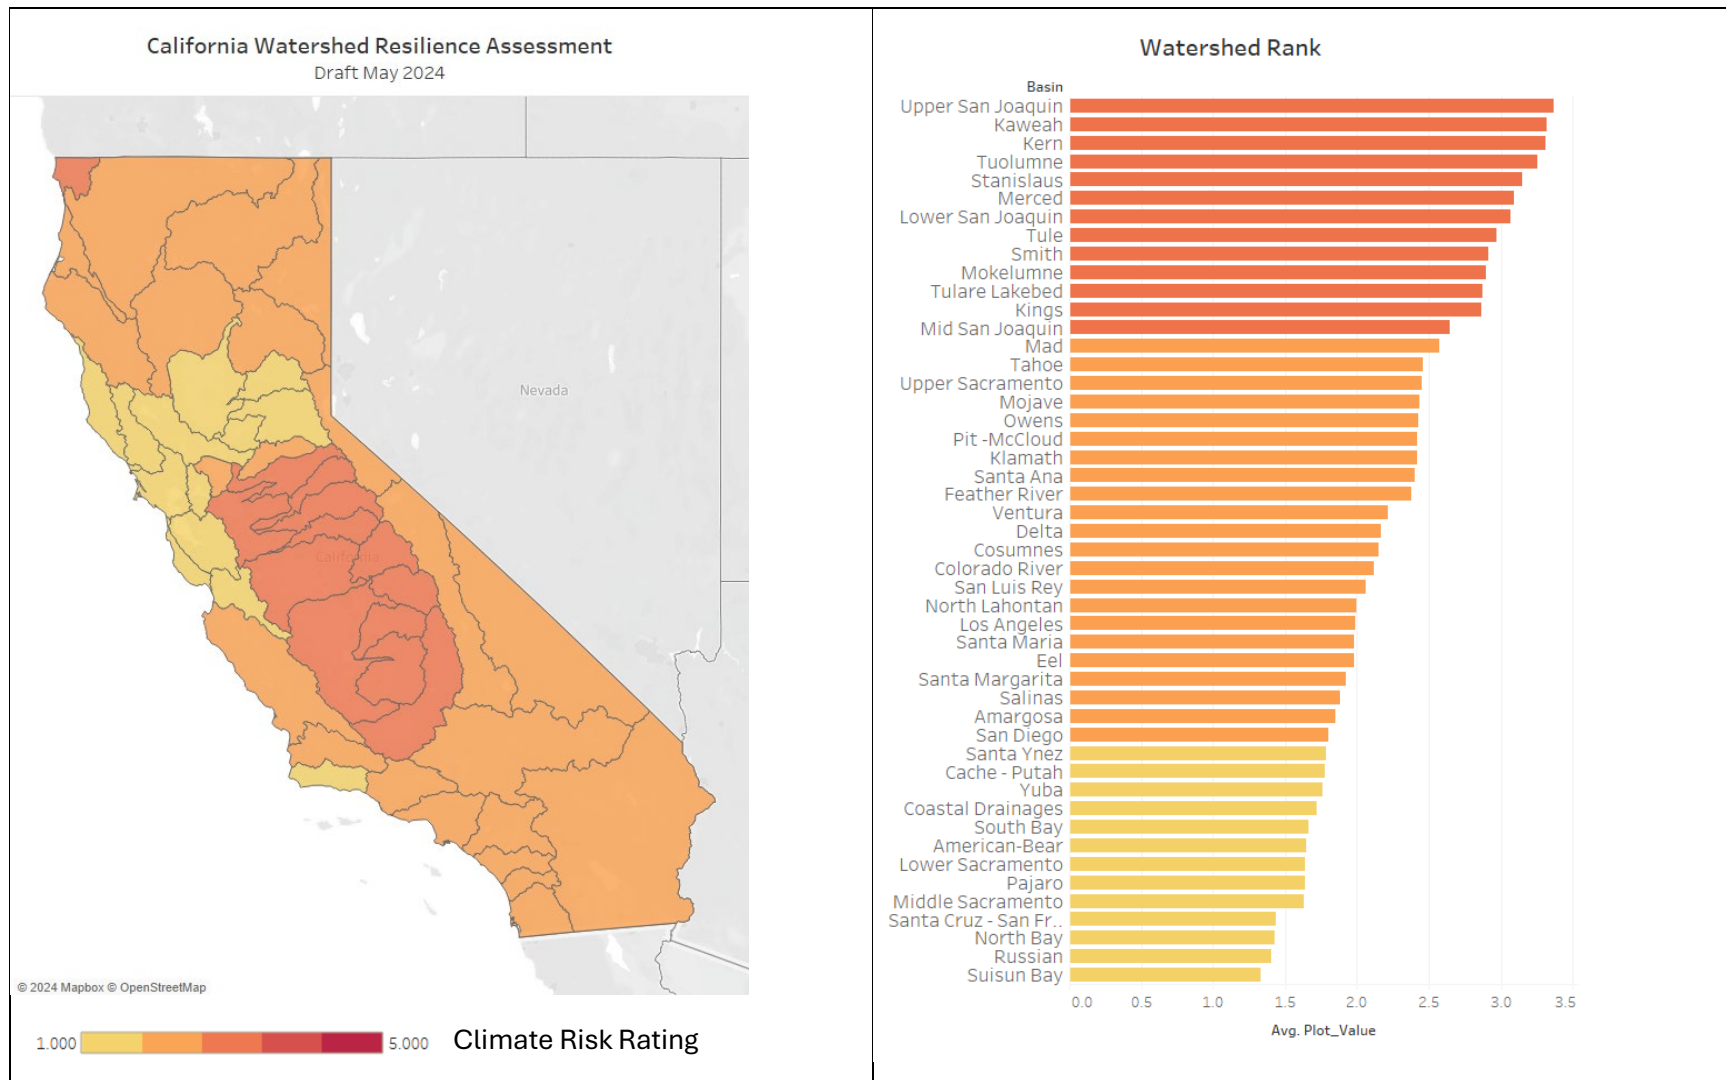 California Watershed Resilience Assessment
Draft May 2024
Nevada
California
© 2024 Mapbox © OpenStreetMap
1.000
5.000
Climate Risk Rating
Watershed Rank
Basin
Upper San Joaquin
Kaweah
Kern
Tuolumne
Stanislaus
Merced
Lower San Joaquin
Tule
Smith
Mokelumne
Tulare Lakebed
Kings
Mid San Joaquin
Mad
Tahoe
Upper Sacramento
Mojave
Owens
Pit -McCloud
Klamath
Santa Ana
Feather River
Ventura
Delta
Cosumnes
Colorado River
San Luis Rey
North Lahontan
Los Angeles
Santa Maria
Eel
Santa Margarita
Salinas
Amargosa
San Diego
Santa Ynez
Cache - Putah
Yuba
Coastal Drainages
South Bay
American-Bear
Lower Sacramento
Pajaro
Middle Sacramento
Santa Cruz - San Fr..
North Bay
Russian
Suisun Bay
0.0 0.5 1.0 1.5 2.0 2.5 3.0 3.5
Avg. Plot_Value